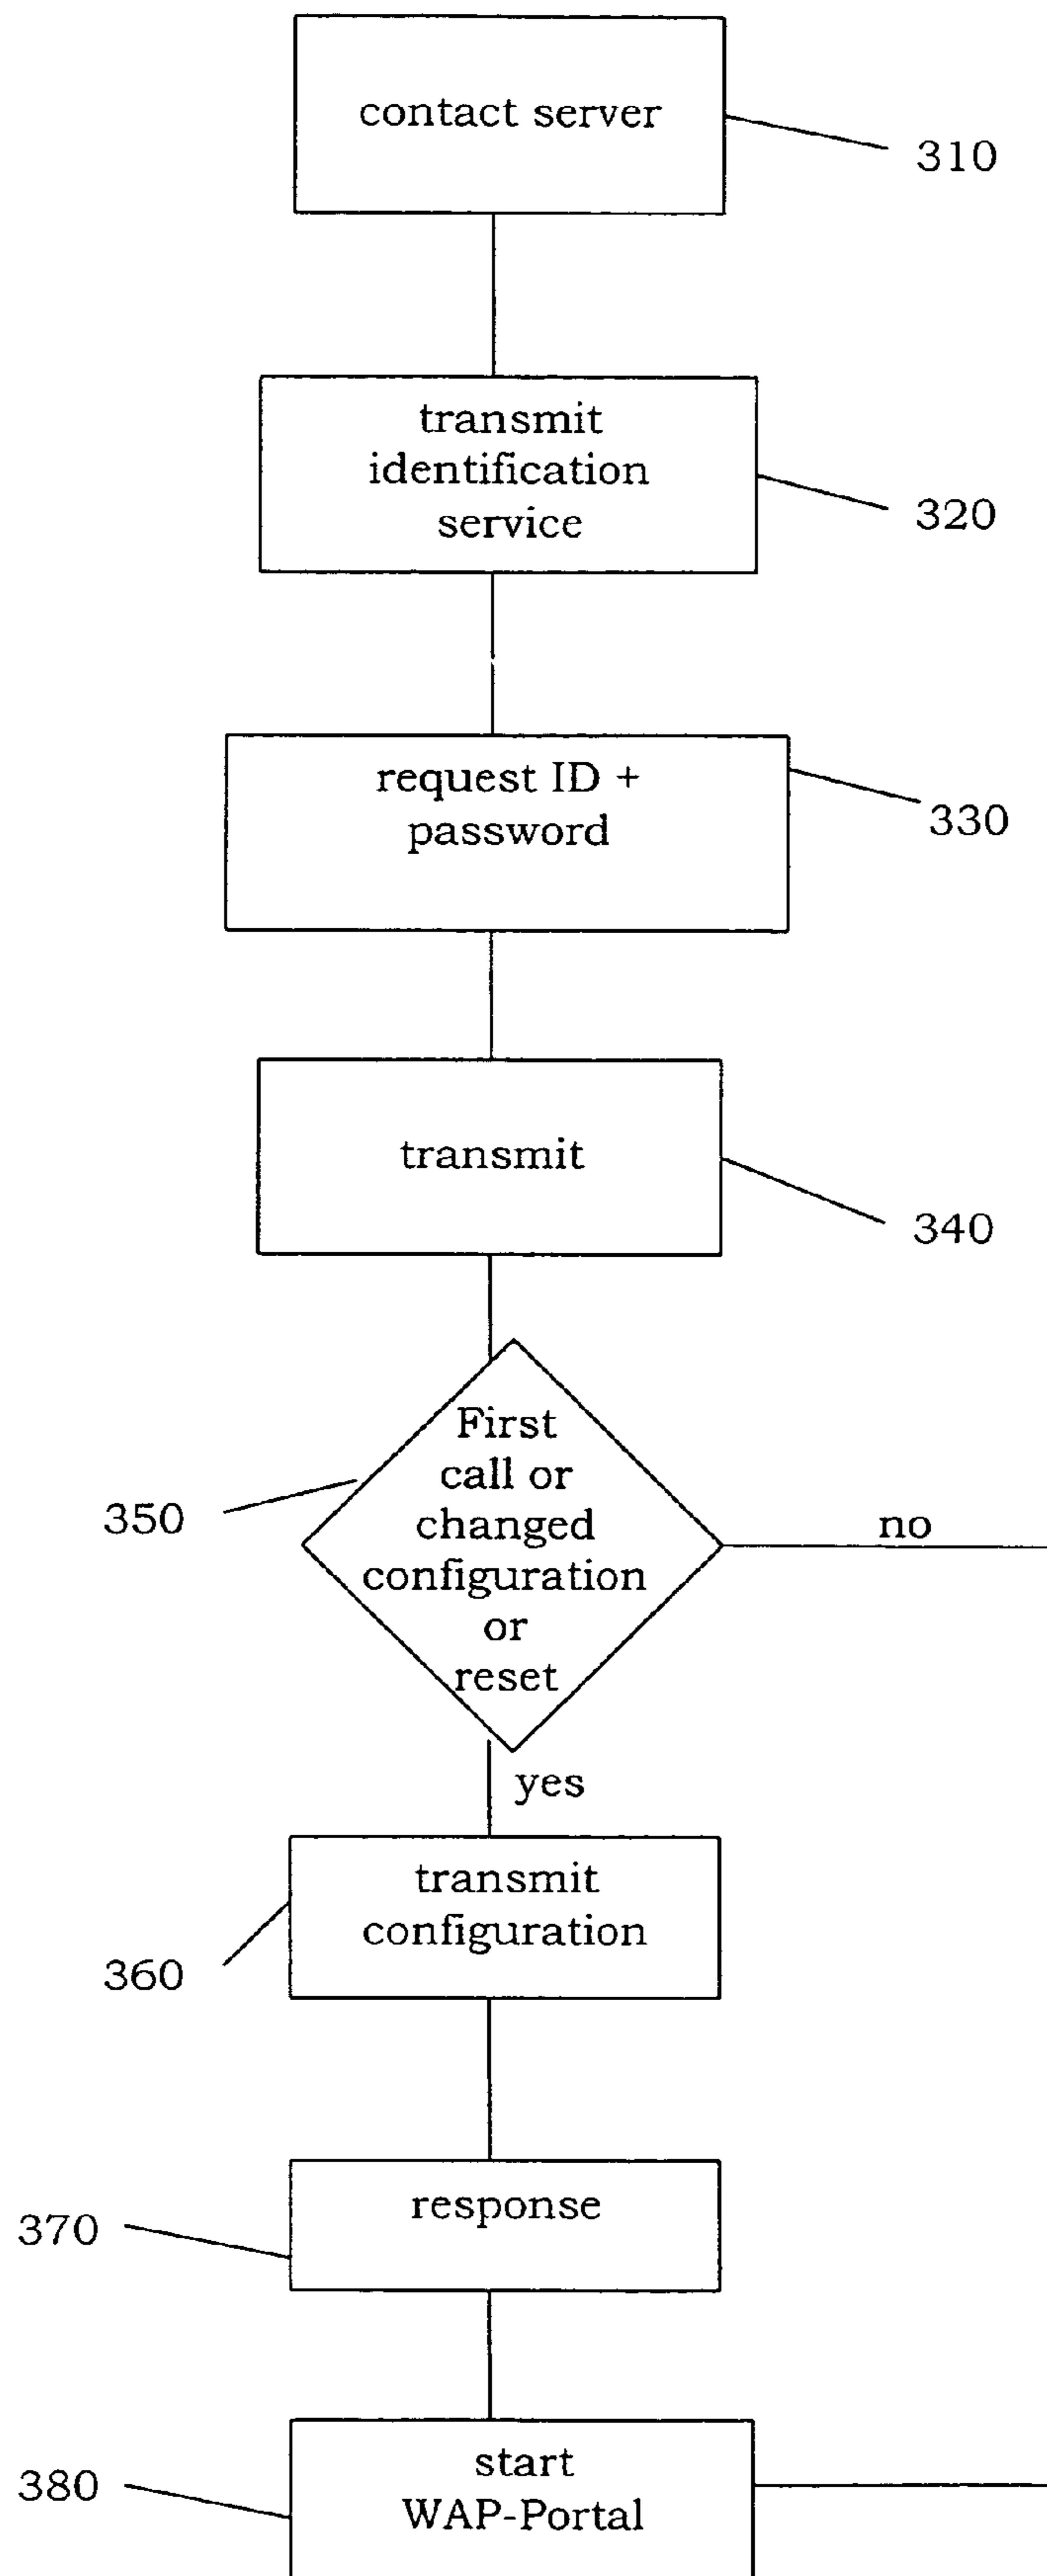 contact server
310
transmit
identification
service
320
request ID +
password
330
transmit
340
First
call or
changed
configuration
or
reset
350
no
yes
transmit
configuration
360
response
370
start
WAP-Portal
380